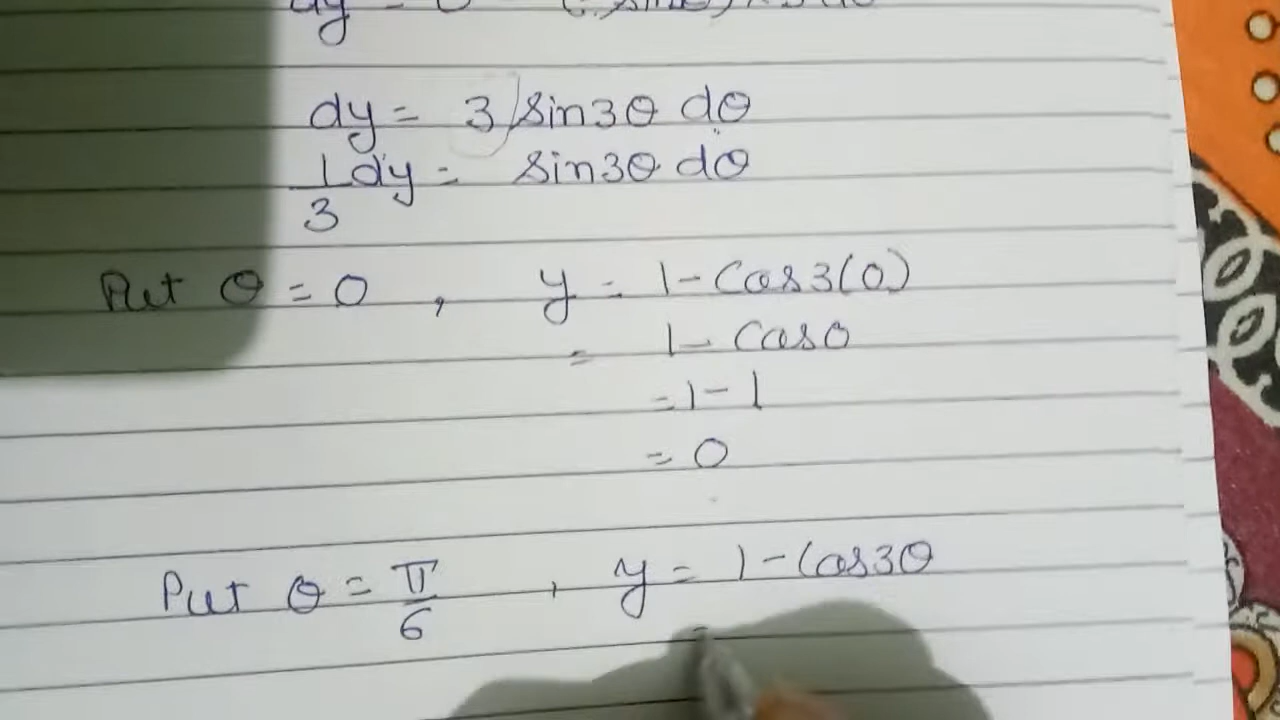 dy = 3 sin3θ dθ
1/3 dy = sin3θ dθ
Put θ = 0 , y = 1 - Cos3(0)
= 1 - Cos0
= 1 - 1
= 0
Put θ = π/6 , y = 1 - Cos3θ
=